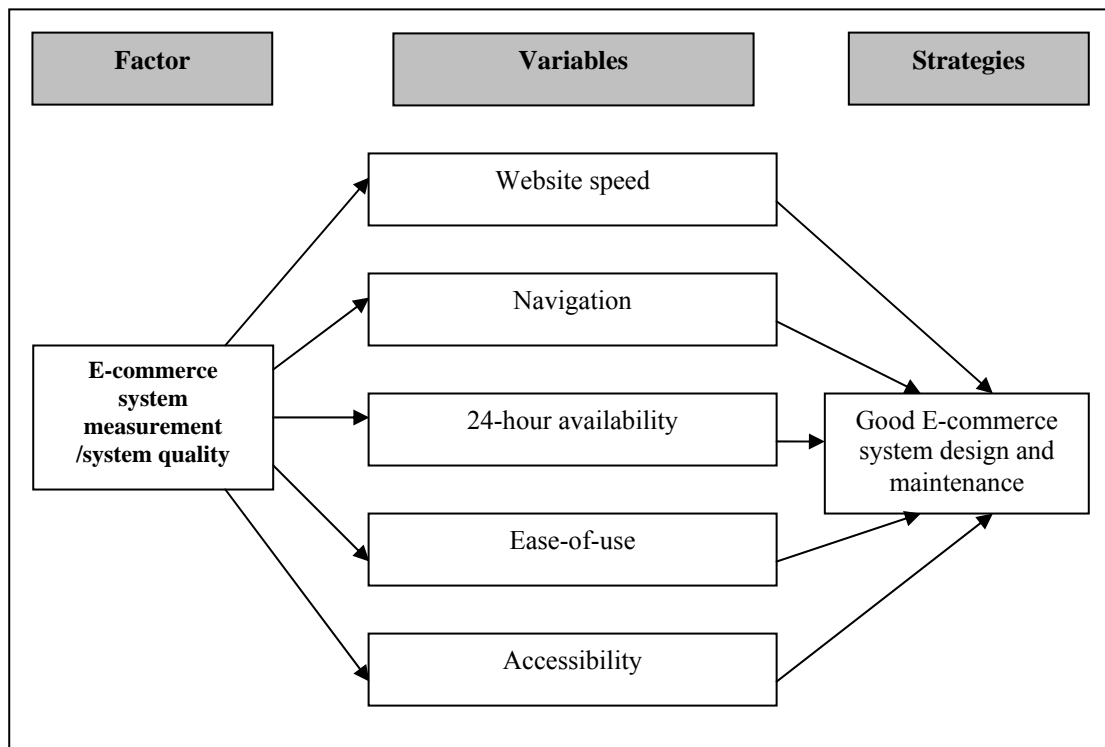 Factor
Variables
Strategies
Website speed
Navigation
E-commerce
system
measurement
/system quality
24-hour availability
Good E-commerce
system design and
maintenance
Ease-of-use
Accessibility